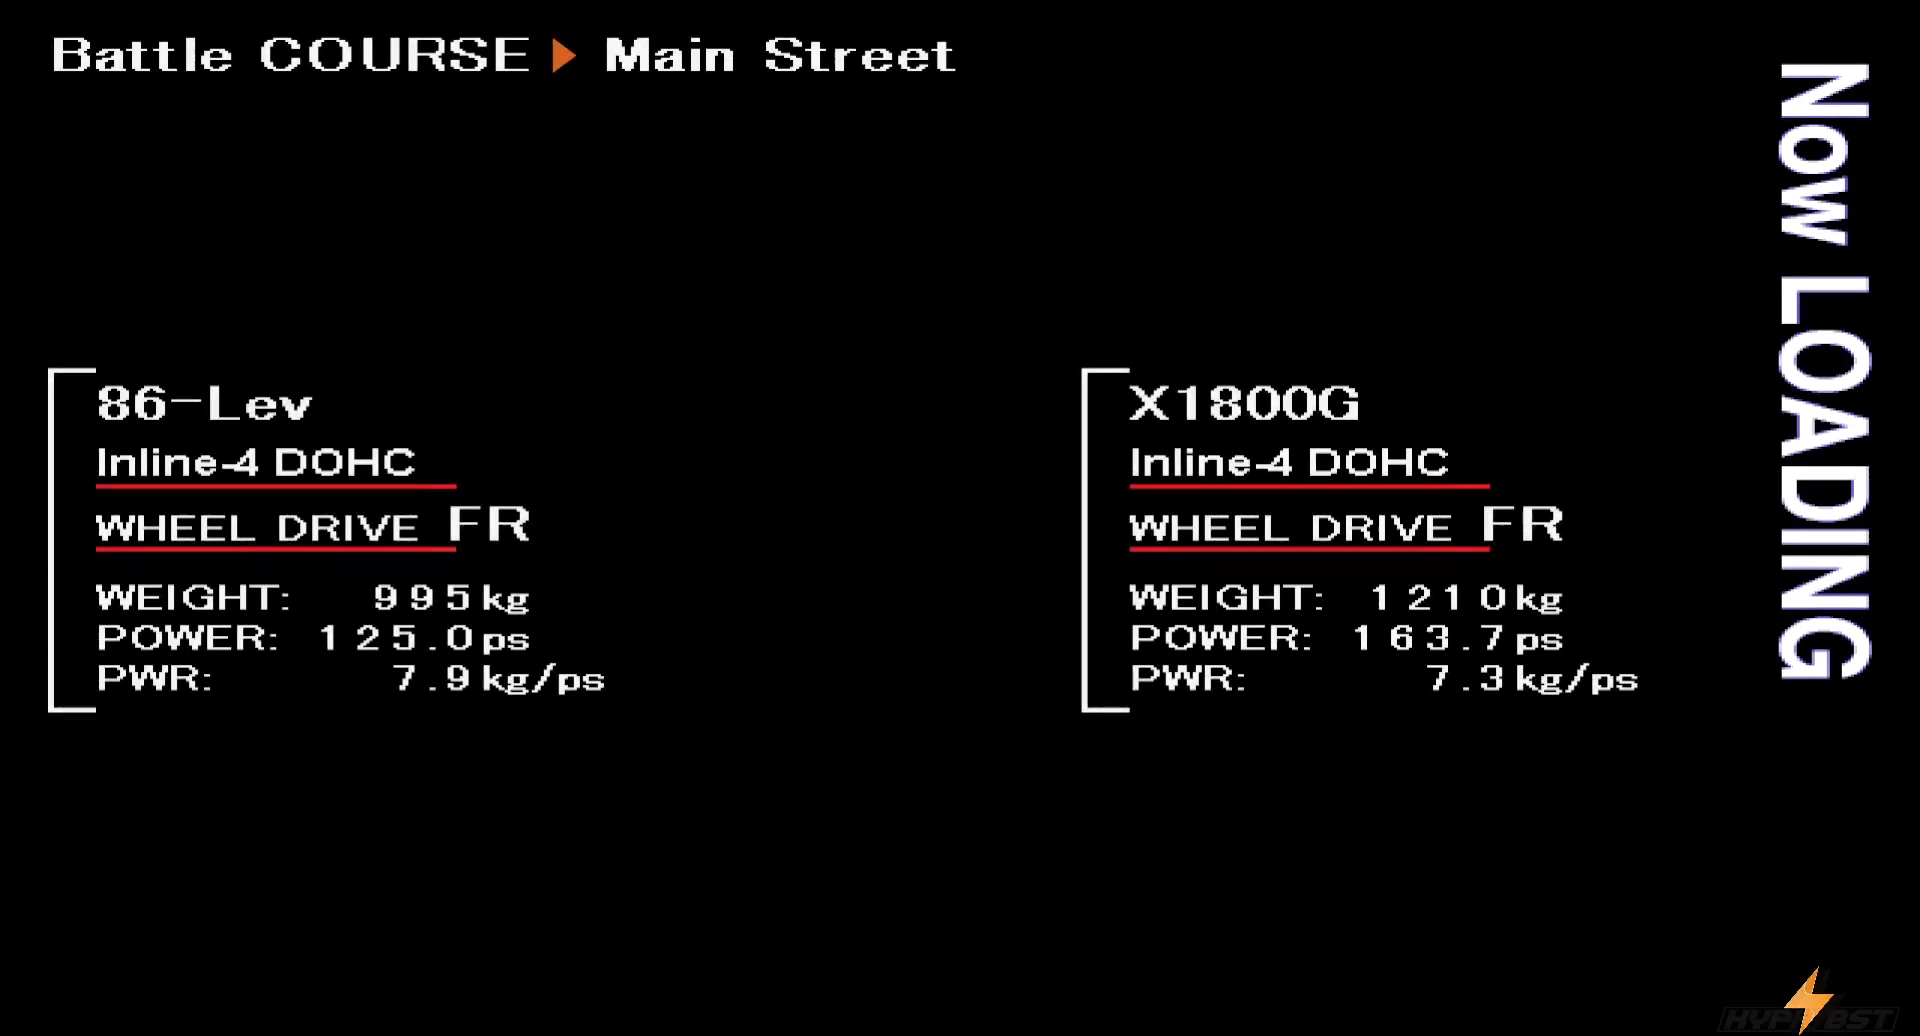 Battle COURSE ▶ Main Street
Now LOADING
86-Lev
Inline-4 DOHC
WHEEL DRIVE FR
WEIGHT: 995kg
POWER: 125.0ps
PWR: 7.9kg/ps
X1800G
Inline-4 DOHC
WHEEL DRIVE FR
WEIGHT: 1210kg
POWER: 163.7ps
PWR: 7.3kg/ps